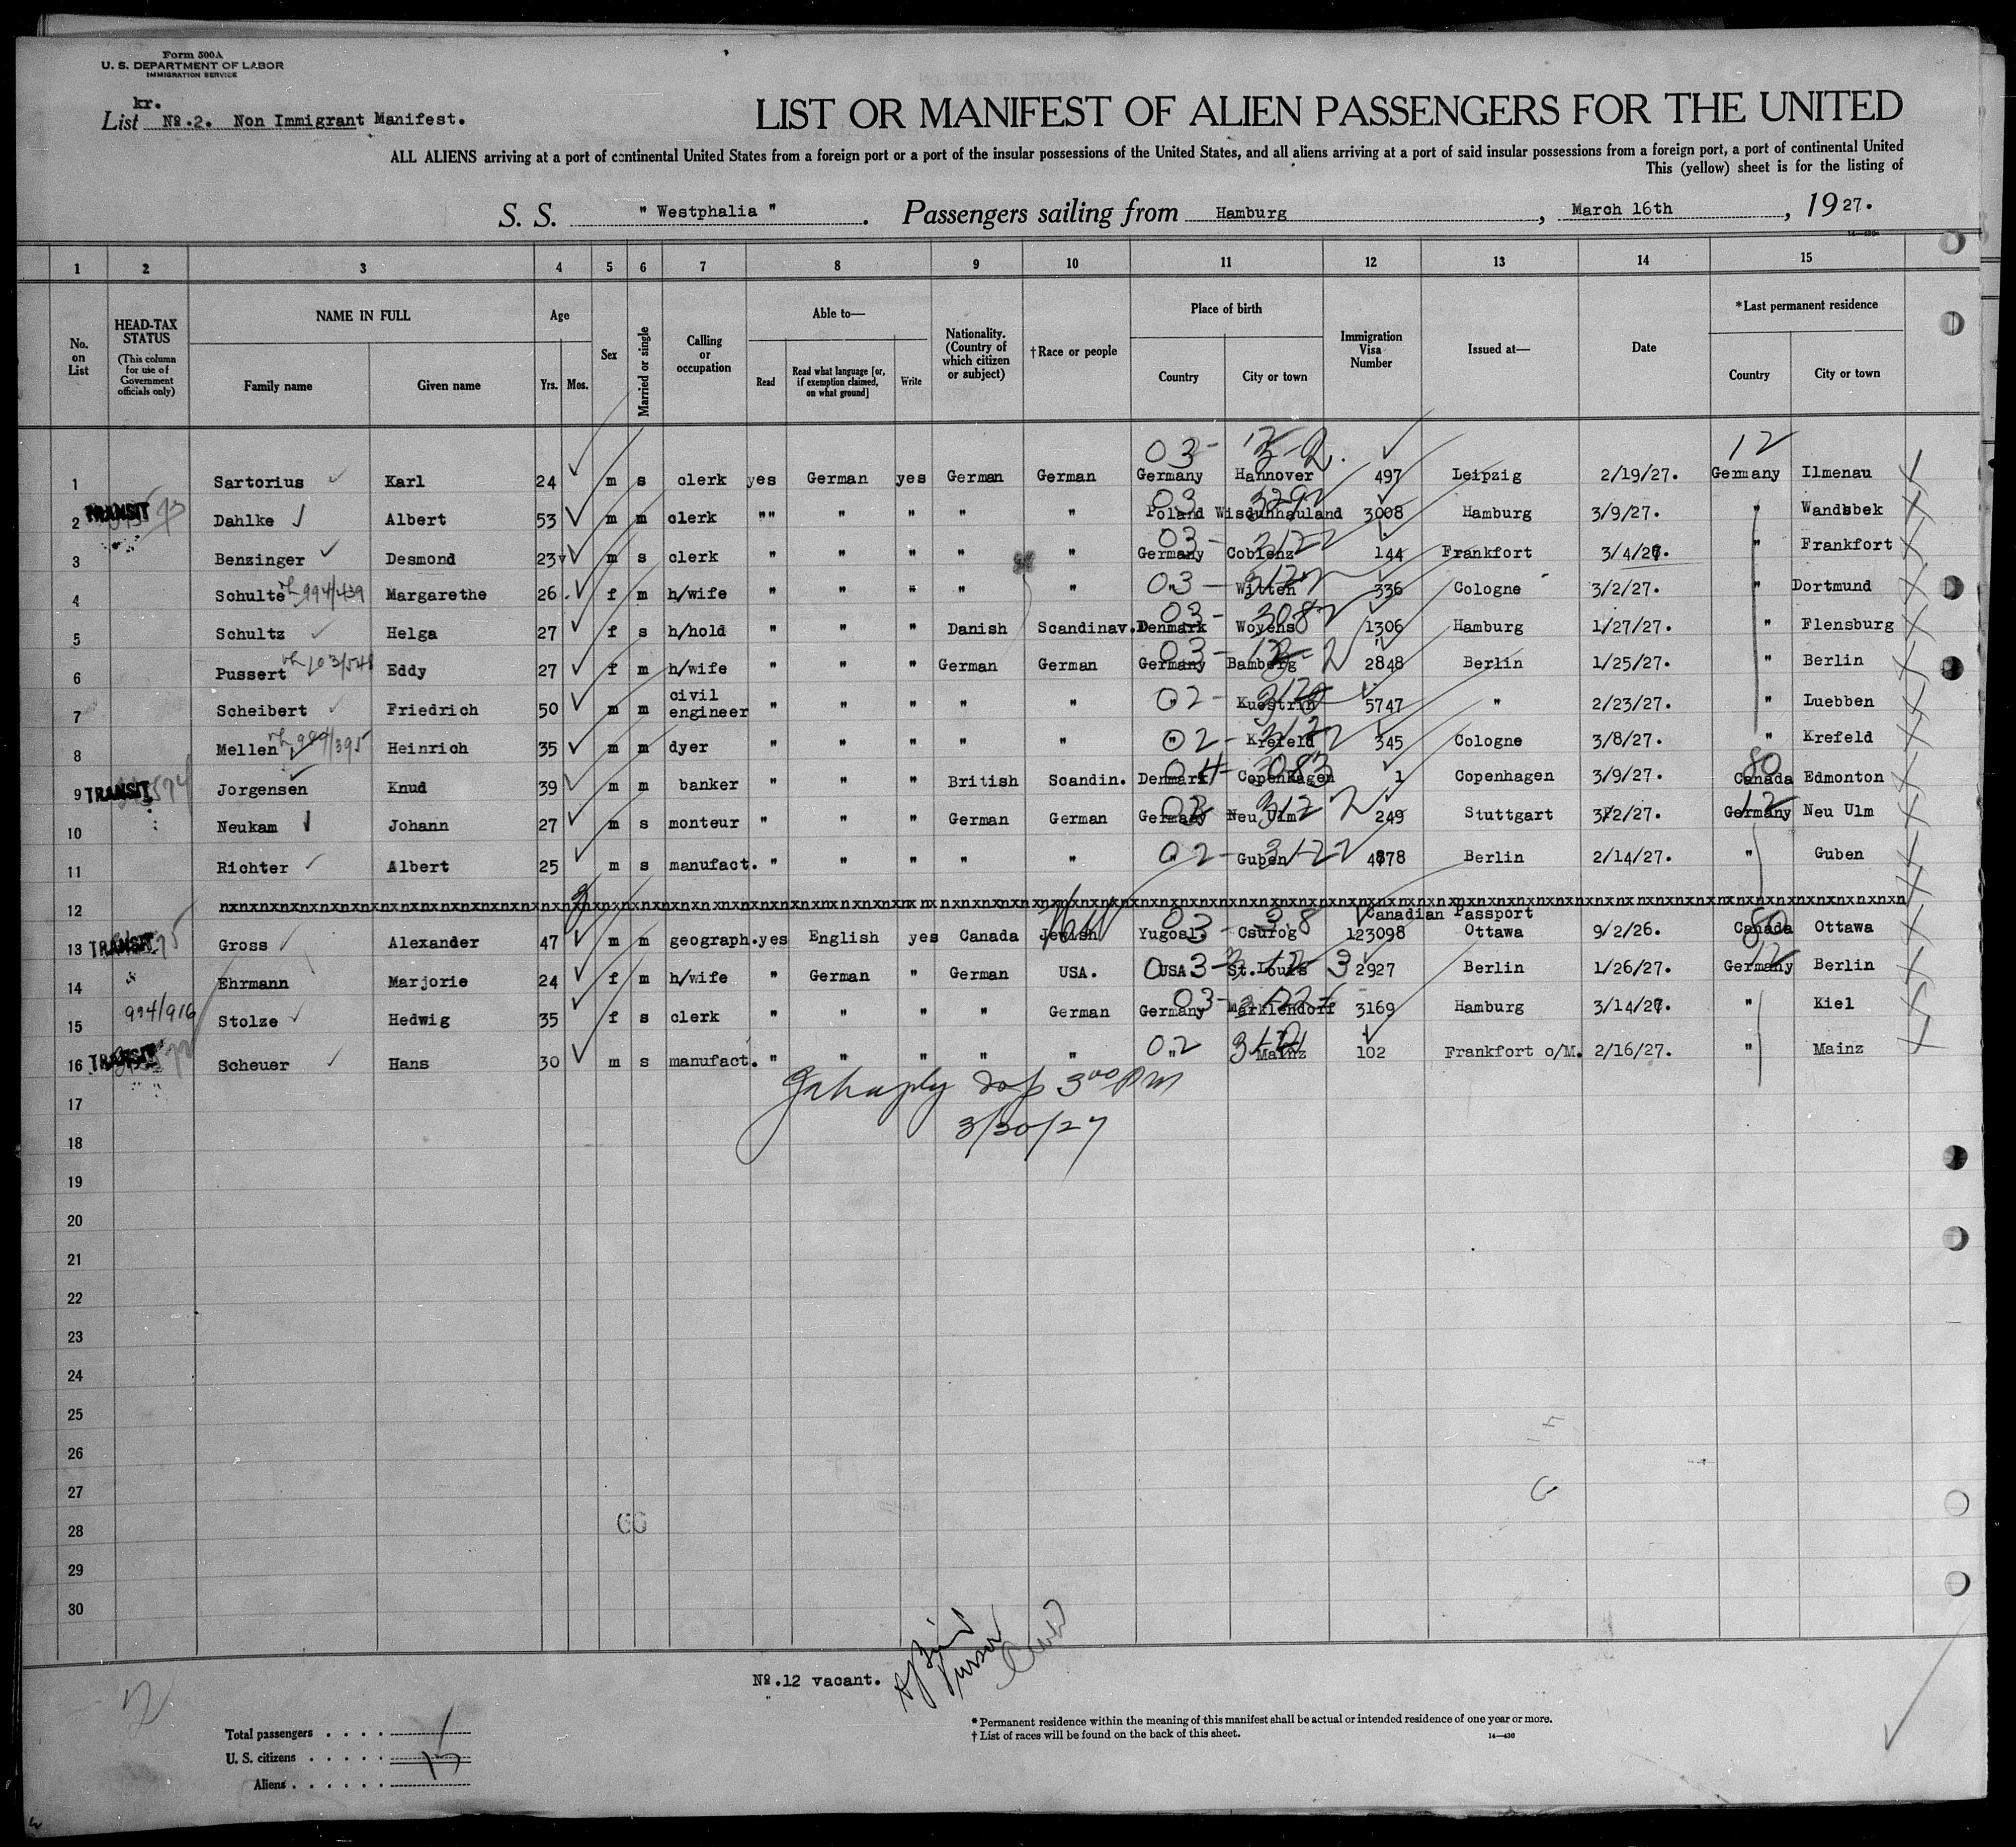 Form 500A
U. S. DEPARTMENT OF LABOR
IMMIGRATION SERVICE
kr.
List No.2. Non Immigrant Manifest.
LIST OR MANIFEST OF ALIEN PASSENGERS FOR THE UNITED
ALL ALIENS arriving at a port of continental United States from a foreign port or a port of the insular possessions of the United States, and all aliens arriving at a port of said insular possessions from a foreign port, a port of continental United
This (yellow) sheet is for the listing of
S. S. " Westphalia ". Passengers sailing from Hamburg, March 16th, 1927.
1 2 3 4 5 6 7 8 9 10 11 12 13 14 15
No. on List
HEAD-TAX STATUS (This column for use of Government officials only)
NAME IN FULL Family name Given name
Age Yrs. Mos.
Sex
Married or single
Calling or occupation
Able to— Read Read what language [or, if exemption claimed, on what ground] Write
Nationality. (Country of which citizen or subject)
†Race or people
Place of birth Country City or town
Immigration Visa Number
Issued at—
Date
*Last permanent residence Country City or town
1 Sartorius Karl 24 m s clerk yes German yes German German Germany Hannover 497 Leipzig 2/19/27. Germany Ilmenau
2 TRANSIT Dahlke Albert 53 m m clerk "" " " " " Poland Wisdunhauland 3008 Hamburg 3/9/27. " Wandsbek
3 Benzinger Desmond 23 m s clerk " " " " " Germany Coblenz 144 Frankfort 3/4/27. " Frankfort
4 Schulte 994/439 Margarethe 26. f m h/wife " " " " " " Witten 336 Cologne 3/2/27. " Dortmund
5 Schultz Helga 27 f s h/hold " " " Danish Scandinav. Denmark Woyens 1306 Hamburg 1/27/27. " Flensburg
6 Pussert 103/548 Eddy 27 f m h/wife " " " German German Germany Bamberg 2848 Berlin 1/25/27. " Berlin
7 Scheibert Friedrich 50 m m civil engineer " " " " " " Kuestrin 5747 " 2/23/27. " Luebben
8 Mellen Heinrich 35 m m dyer " " " " " " Krefeld 345 Cologne 3/8/27. " Krefeld
9 TRANSIT Jorgensen Knud 39 m m banker " " " British Scandin. Denmark Copenhagen 1 Copenhagen 3/9/27. Canada Edmonton
10 Neukam Johann 27 m s monteur " " " German German Germany Neu Ulm 249 Stuttgart 3/2/27. Germany Neu Ulm
11 Richter Albert 25 m s manufact. " " " " " " Guben 4878 Berlin 2/14/27. " Guben
12
Canadian Passport
13 TRANSIT Gross Alexander 47 m m geograph. yes English yes Canada Jewish Yugosl. Csurog 123098 Ottawa 9/2/26. Canada Ottawa
14 Ehrmann Marjorie 24 f m h/wife " German " German USA. USA St. Louis 2927 Berlin 1/26/27. Germany Berlin
15 994/916 Stolze Hedwig 35 f s clerk " " " " German Germany Marklendorf 3169 Hamburg 3/14/27. " Kiel
16 TRANSIT Scheuer Hans 30 m s manufact. " " " " " " Mainz 102 Frankfort o/M. 2/16/27. " Mainz
17
3/30/27
18
19
20
21
22
23
24
25
26
27
28
29
30
No.12 vacant.
* Permanent residence within the meaning of this manifest shall be actual or intended residence of one year or more.
† List of races will be found on the back of this sheet. 14—430
Total passengers . . . .
U. S. citizens . . . . .
Aliens . . . . . .